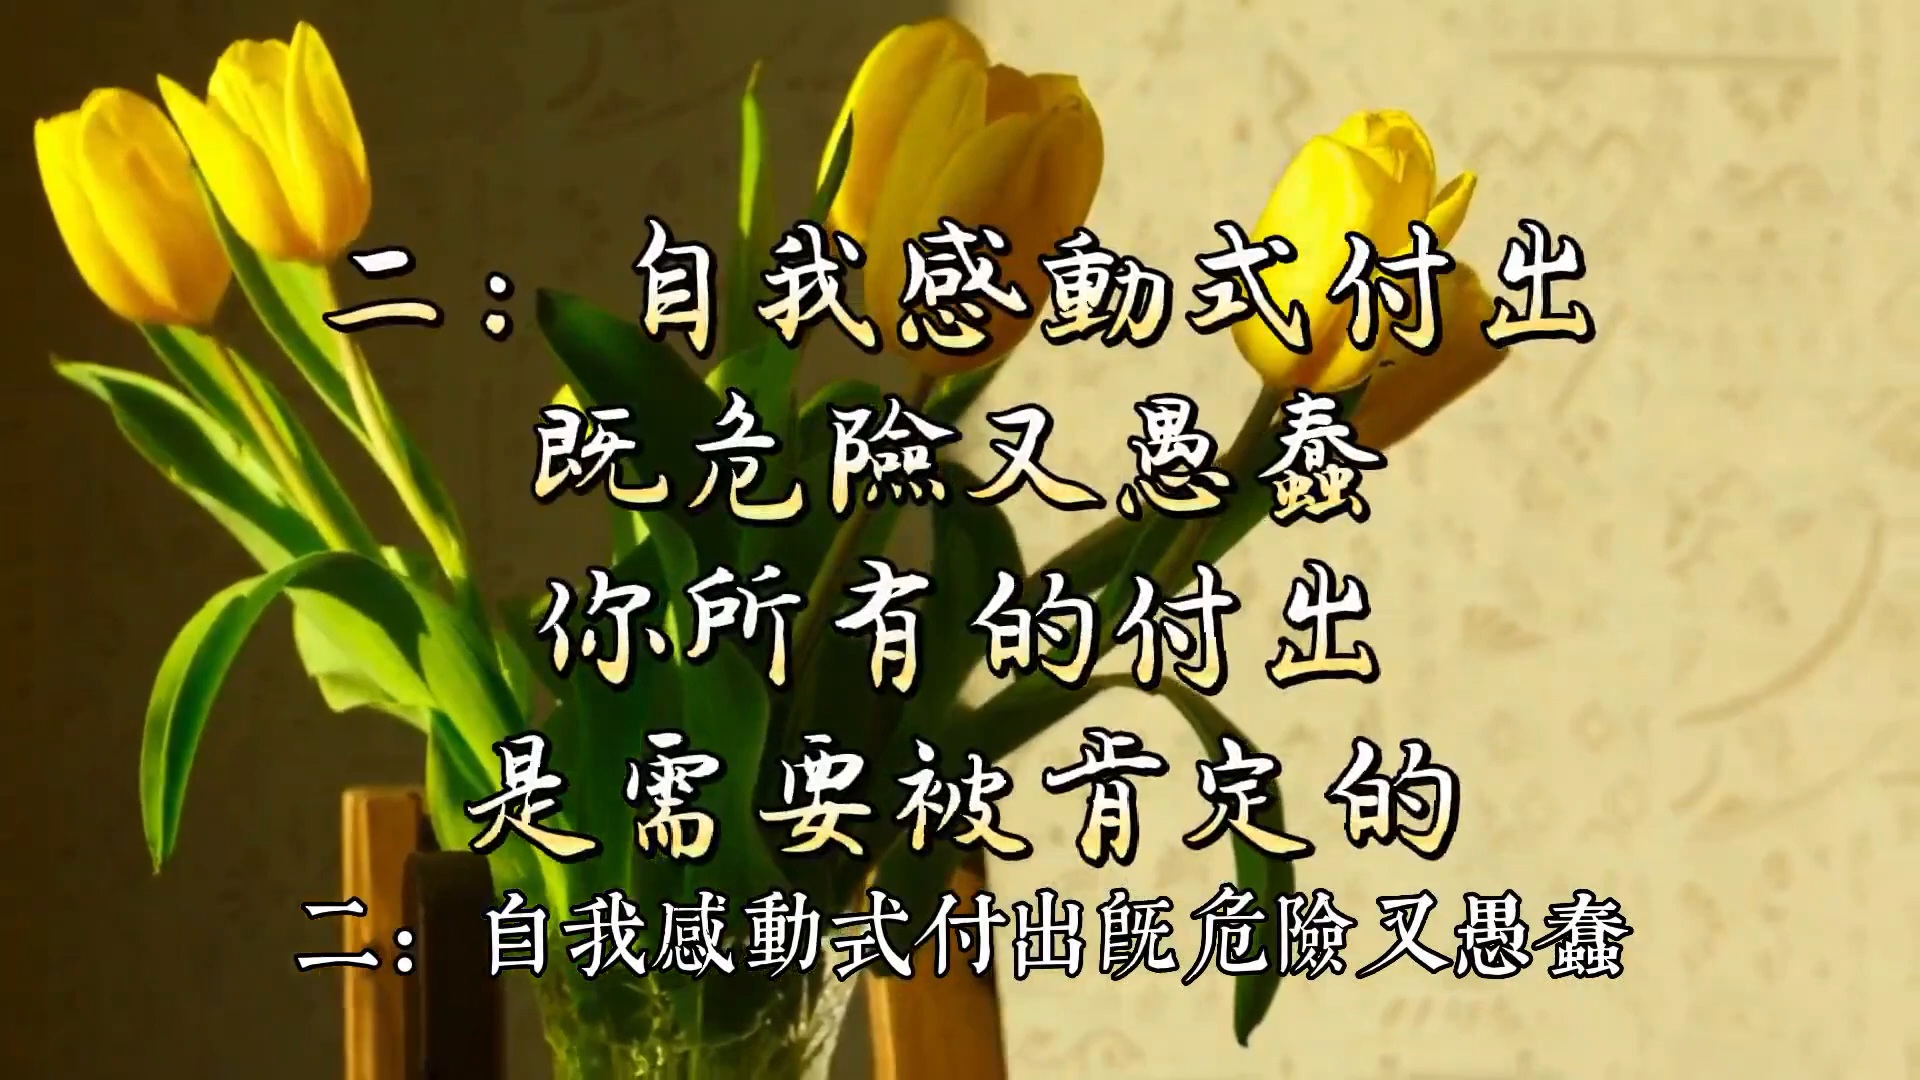 二：自我感動式付出
既危險又愚蠢
你所有的付出
是需要被肯定的
二：自我感動式付出既危險又愚蠢